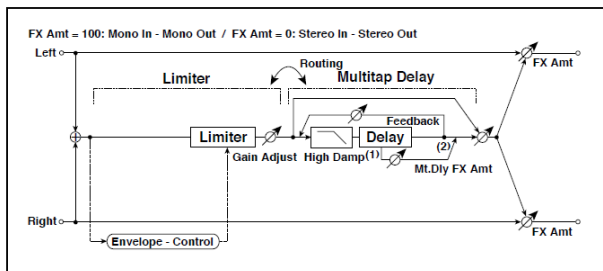 FX Amt = 100: Mono In - Mono Out / FX Amt = 0: Stereo In - Stereo Out
Left
FX Amt
Routing
Limiter
Multitap Delay
Feedback
Limiter
Delay
Gain Adjust
High Damp
(1)
(2)
Mt.Dly FX Amt
Right
FX Amt
Envelope - Control